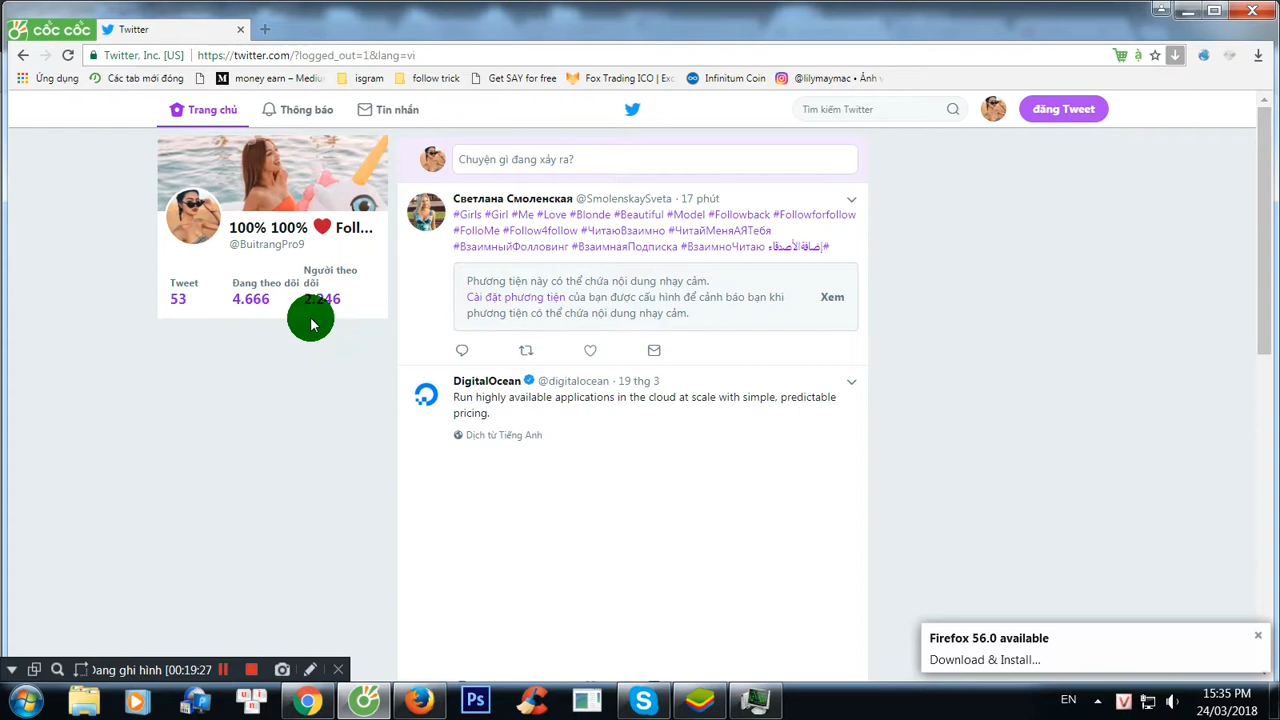 cốc cốc
Twitter
Twitter, Inc. [US]
https://twitter.com/?logged_out=1&lang=vi
Ứng dụng
Các tab mới đóng
money earn – Mediu
isgram
follow trick
Get SAY for free
Fox Trading ICO | Exc
Infinitum Coin
@lilymaymac • Ảnh v
Trang chủ
Thông báo
Tin nhắn
Tìm kiếm Twitter
đăng Tweet
Chuyện gì đang xảy ra?
100% 100% ❤ Foll...
@BuitrangPro9
Tweet
53
Đang theo dõi
4.666
Người theo
dõi
2.246
Светлана Смоленская @SmolenskaySveta · 17 phút
#Girls #Girl #Me #Love #Blonde #Beautiful #Model #Followback #Followforfollow
#FolloMe #Follow4follow #ЧитаюВзаимно #ЧитайМеняАЯТебя
#ВзаимныйФолловинг #ВзаимнаяПодписка #ВзаимноЧитаю #إضافة‌الأصدقاء
Phương tiện này có thể chứa nội dung nhạy cảm.
Cài đặt phương tiện của bạn được cấu hình để cảnh báo bạn khi
phương tiện có thể chứa nội dung nhạy cảm.
Xem
DigitalOcean @digitalocean · 19 thg 3
Run highly available applications in the cloud at scale with simple, predictable
pricing.
Dịch từ Tiếng Anh
Firefox 56.0 available
Download & Install...
Đang ghi hình [00:19:27]
Ps
EN
15:35 PM
24/03/2018